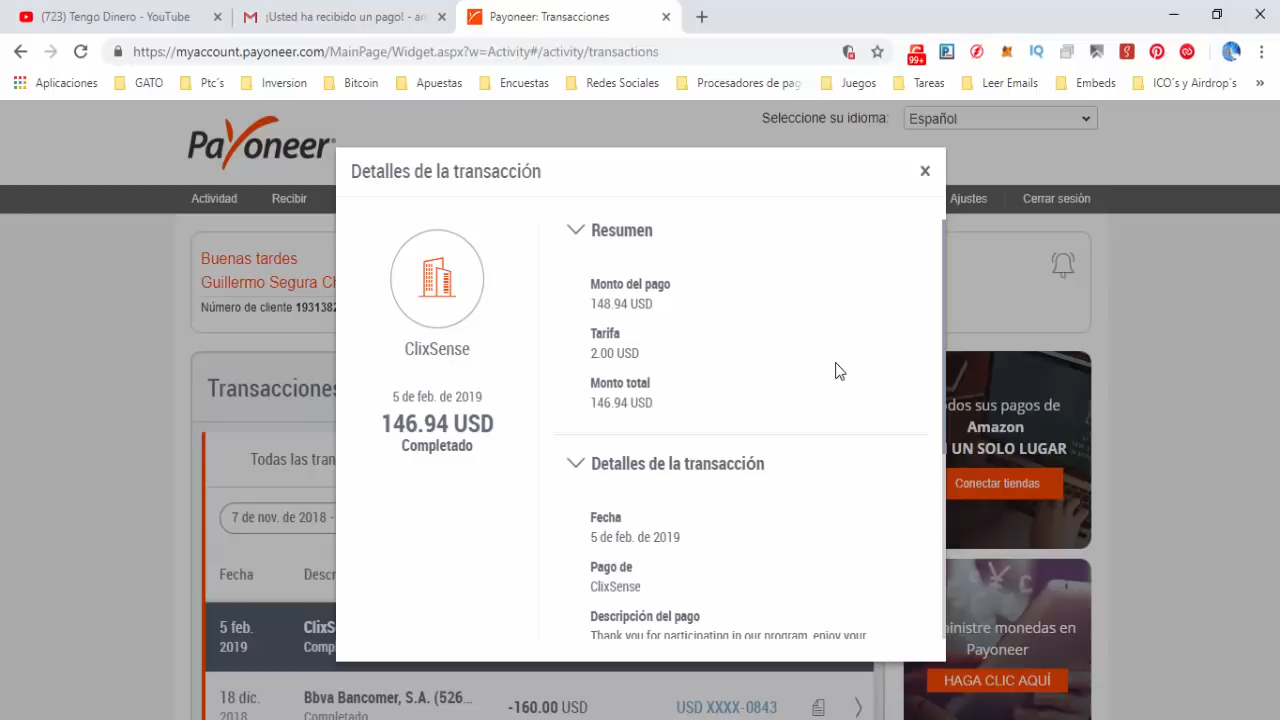 (723) Tengo Dinero - YouTube
¡Usted ha recibido un pago! - an
Payoneer: Transacciones
https://myaccount.payoneer.com/MainPage/Widget.aspx?w=Activity#/activity/transactions
99+
Aplicaciones GATO Ptc´s Inversion Bitcoin Apuestas Encuestas Redes Sociales Procesadores de pag Juegos Tareas Leer Emails Embeds ICO´s y Airdrop´s »
Payoneer
Seleccione su idioma: Español
Actividad Recibir Ajustes Cerrar sesión
Buenas tardes
Guillermo Segura
Número de cliente 1931382
Detalles de la transacción
x
ClixSense
5 de feb. de 2019
146.94 USD
Completado
Resumen
Monto del pago
148.94 USD
Tarifa
2.00 USD
Monto total
146.94 USD
Detalles de la transacción
Fecha
5 de feb. de 2019
Pago de
ClixSense
Descripción del pago
Thank you for participating in our program, enjoy your
Transacciones
Todas las tran
7 de nov. de 2018 -
Fecha Descr
5 feb. ClixS
2019 Comp
18 dic. Bbva Bancomer, S.A. (526... -160.00 USD USD XXXX-0843
2018 Completado
dos sus pagos de
Amazon
N UN SOLO LUGAR
Conectar tiendas
ministre monedas en
Payoneer
HAGA CLIC AQUÍ